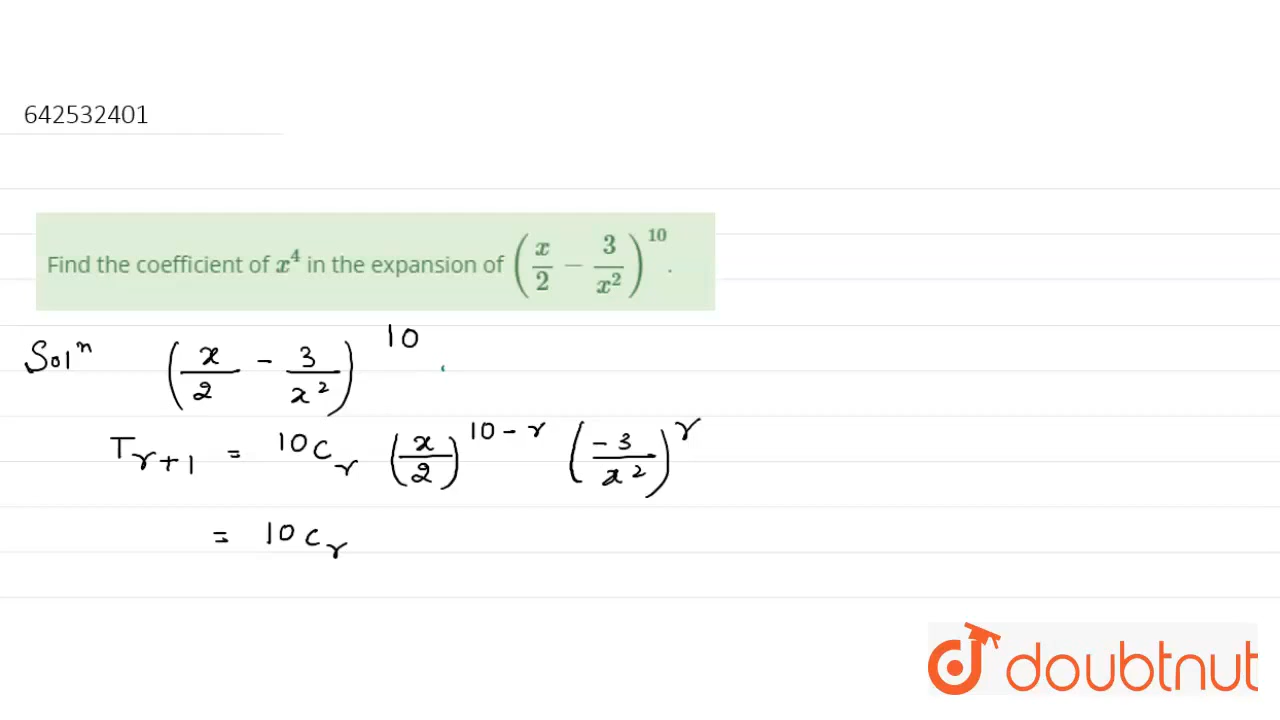 642532401
Find the coefficient of x^4 in the expansion of (x/2 − 3/x^2)^10.
Sol^n (x/2 - 3/x^2)^10
T_{r+1} = 10C_r (x/2)^{10-r} (-3/x^2)^r
= 10C_r
doubtnut